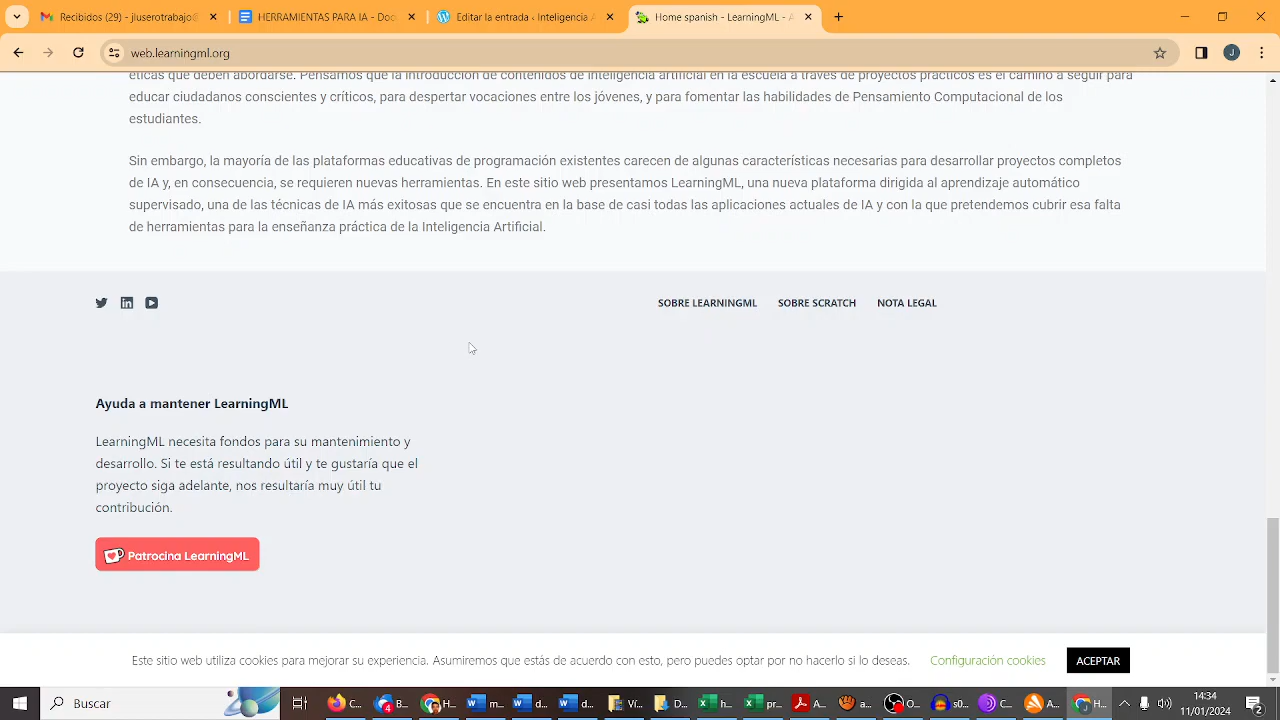 Recibidos (29) - jiuserotrabajo@
HERRAMIENTAS PARA IA - Doc
Editar la entrada ‹ Inteligencia A
Home spanish - LearningML - A
web.learningml.org
J
éticas que deben abordarse. Pensamos que la introducción de contenidos de inteligencia artificial en la escuela a través de proyectos prácticos es el camino a seguir para
educar ciudadanos conscientes y críticos, para despertar vocaciones entre los jóvenes, y para fomentar las habilidades de Pensamiento Computacional de los
estudiantes.
Sin embargo, la mayoría de las plataformas educativas de programación existentes carecen de algunas características necesarias para desarrollar proyectos completos
de IA y, en consecuencia, se requieren nuevas herramientas. En este sitio web presentamos LearningML, una nueva plataforma dirigida al aprendizaje automático
supervisado, una de las técnicas de IA más exitosas que se encuentra en la base de casi todas las aplicaciones actuales de IA y con la que pretendemos cubrir esa falta
de herramientas para la enseñanza práctica de la Inteligencia Artificial.
SOBRE LEARNINGML SOBRE SCRATCH NOTA LEGAL
Ayuda a mantener LearningML
LearningML necesita fondos para su mantenimiento y
desarrollo. Si te está resultando útil y te gustaría que el
proyecto siga adelante, nos resultaría muy útil tu
contribución.
Patrocina LearningML
Este sitio web utiliza cookies para mejorar su experiencia. Asumiremos que estás de acuerdo con esto, pero puedes optar por no hacerlo si lo deseas. Configuración cookies ACEPTAR
Buscar
C... B... H... m... d... d... Vi... D... h... pr... A... a... O... s0... A... H...
14:34
11/01/2024
2